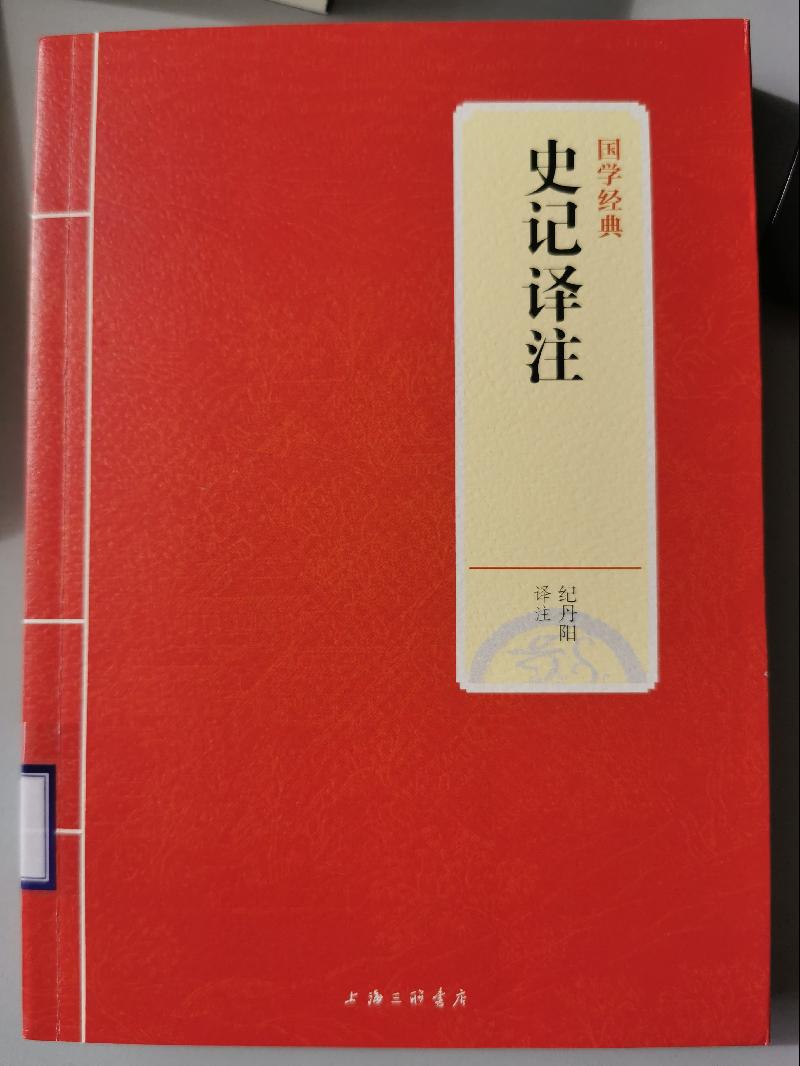 国学经典
史记译注
纪丹阳
译注
上海三联书店